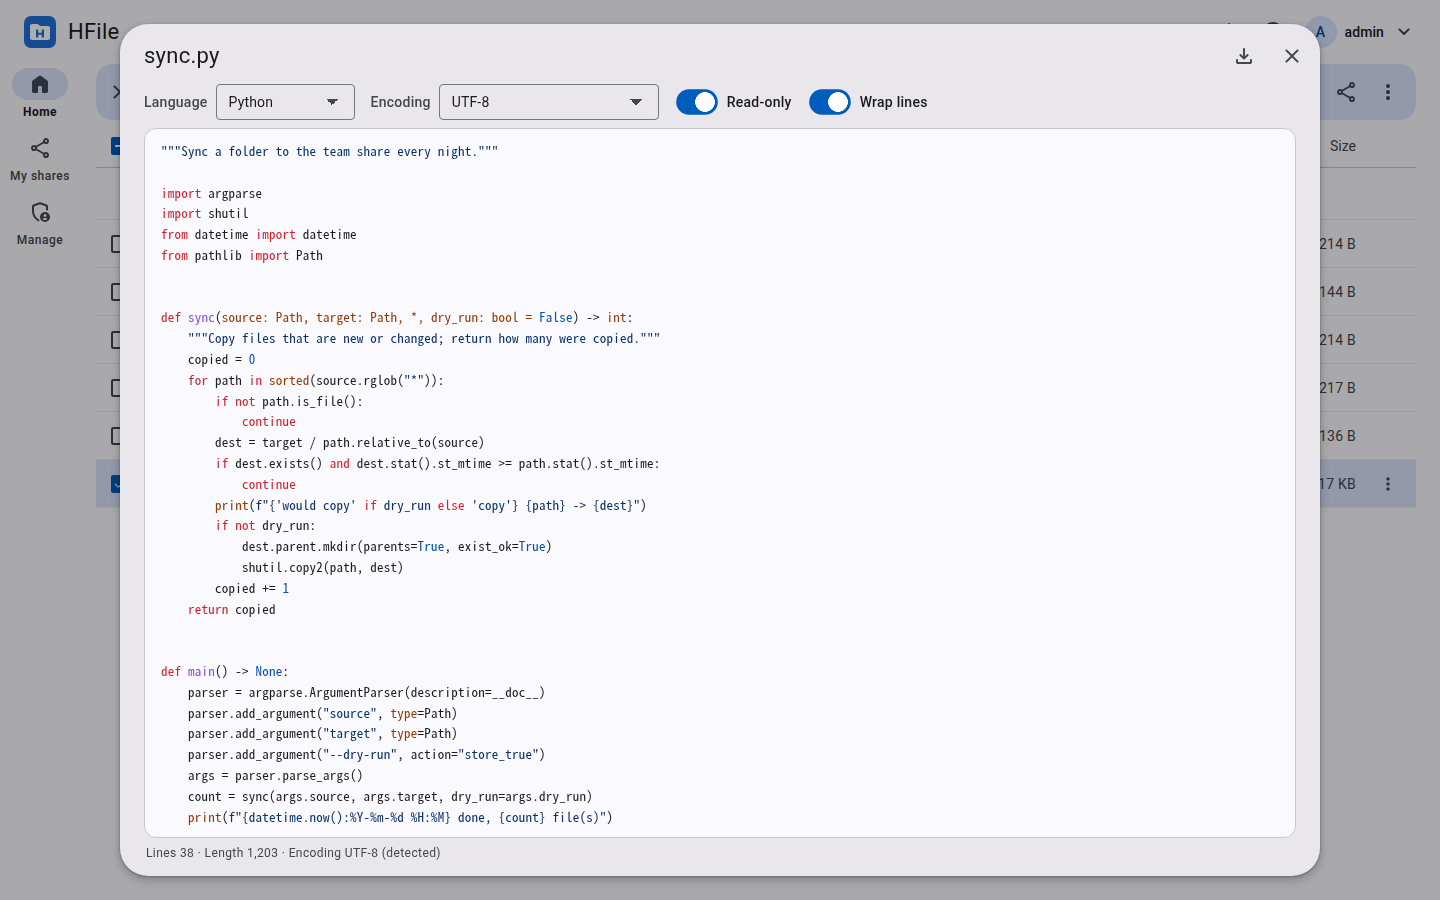 HFile
A admin
sync.py
Language Python Encoding UTF-8 Read-only Wrap lines
Home
My shares
Manage
Size
214 B
144 B
214 B
217 B
136 B
17 KB
"""Sync a folder to the team share every night."""
import argparse
import shutil
from datetime import datetime
from pathlib import Path
def sync(source: Path, target: Path, *, dry_run: bool = False) -> int:
    """Copy files that are new or changed; return how many were copied."""
    copied = 0
    for path in sorted(source.rglob("*")):
        if not path.is_file():
            continue
        dest = target / path.relative_to(source)
        if dest.exists() and dest.stat().st_mtime >= path.stat().st_mtime:
            continue
        print(f"{'would copy' if dry_run else 'copy'} {path} -> {dest}")
        if not dry_run:
            dest.parent.mkdir(parents=True, exist_ok=True)
            shutil.copy2(path, dest)
        copied += 1
    return copied
def main() -> None:
    parser = argparse.ArgumentParser(description=__doc__)
    parser.add_argument("source", type=Path)
    parser.add_argument("target", type=Path)
    parser.add_argument("--dry-run", action="store_true")
    args = parser.parse_args()
    count = sync(args.source, args.target, dry_run=args.dry_run)
    print(f"{datetime.now():%Y-%m-%d %H:%M} done, {count} file(s)")
Lines 38 · Length 1,203 · Encoding UTF-8 (detected)